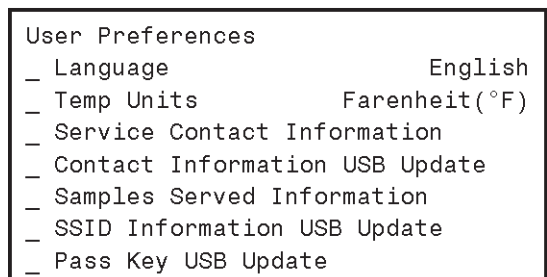 User Preferences
_ Language English
_ Temp Units Farenheit(°F)
_ Service Contact Information
_ Contact Information USB Update
_ Samples Served Information
_ SSID Information USB Update
_ Pass Key USB Update